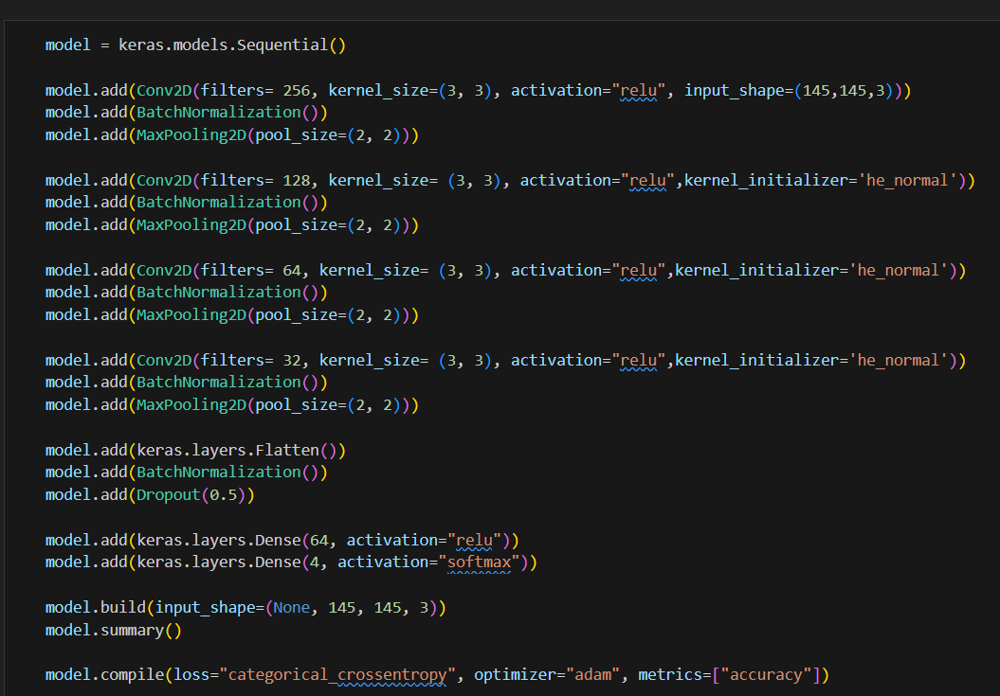 model = keras.models.Sequential()
model.add(Conv2D(filters= 256, kernel_size=(3, 3), activation="relu", input_shape=(145,145,3)))
model.add(BatchNormalization())
model.add(MaxPooling2D(pool_size=(2, 2)))
model.add(Conv2D(filters= 128, kernel_size= (3, 3), activation="relu",kernel_initializer='he_normal'))
model.add(BatchNormalization())
model.add(MaxPooling2D(pool_size=(2, 2)))
model.add(Conv2D(filters= 64, kernel_size= (3, 3), activation="relu",kernel_initializer='he_normal'))
model.add(BatchNormalization())
model.add(MaxPooling2D(pool_size=(2, 2)))
model.add(Conv2D(filters= 32, kernel_size= (3, 3), activation="relu",kernel_initializer='he_normal'))
model.add(BatchNormalization())
model.add(MaxPooling2D(pool_size=(2, 2)))
model.add(keras.layers.Flatten())
model.add(BatchNormalization())
model.add(Dropout(0.5))
model.add(keras.layers.Dense(64, activation="relu"))
model.add(keras.layers.Dense(4, activation="softmax"))
model.build(input_shape=(None, 145, 145, 3))
model.summary()
model.compile(loss="categorical_crossentropy", optimizer="adam", metrics=["accuracy"])